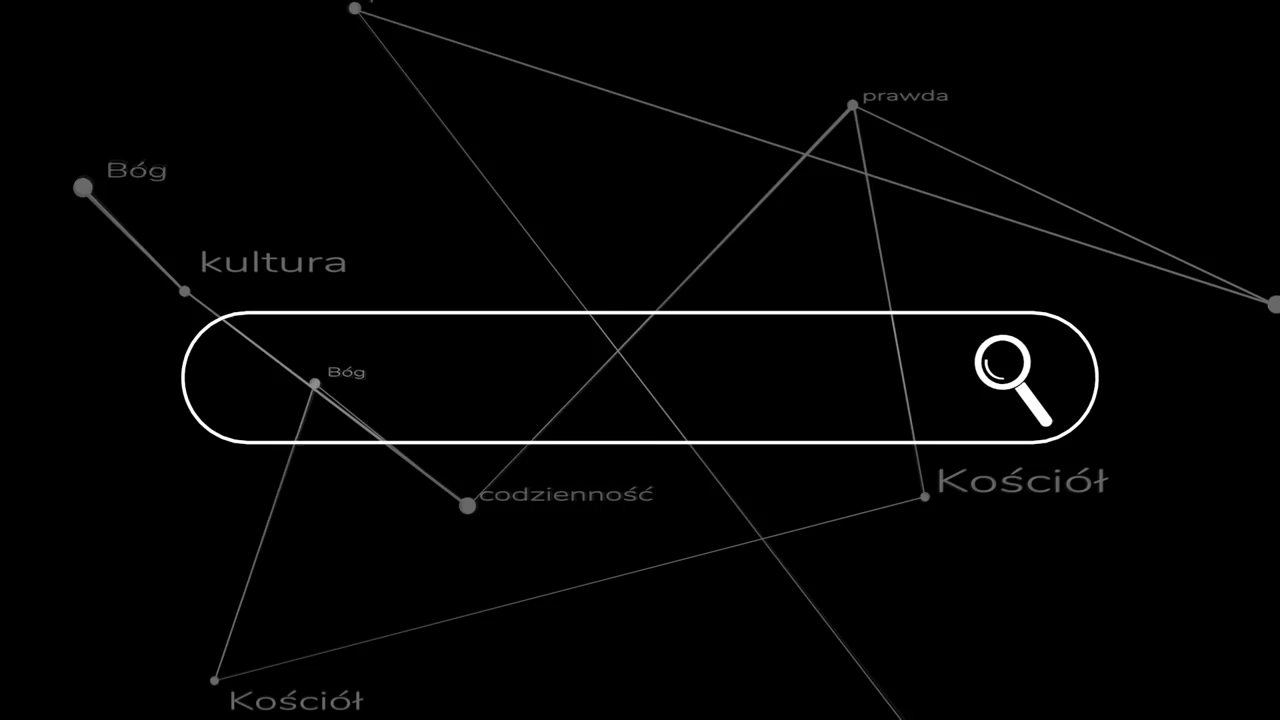 prawda
Bóg
kultura
Bóg
codzienność
Kościół
Kościół